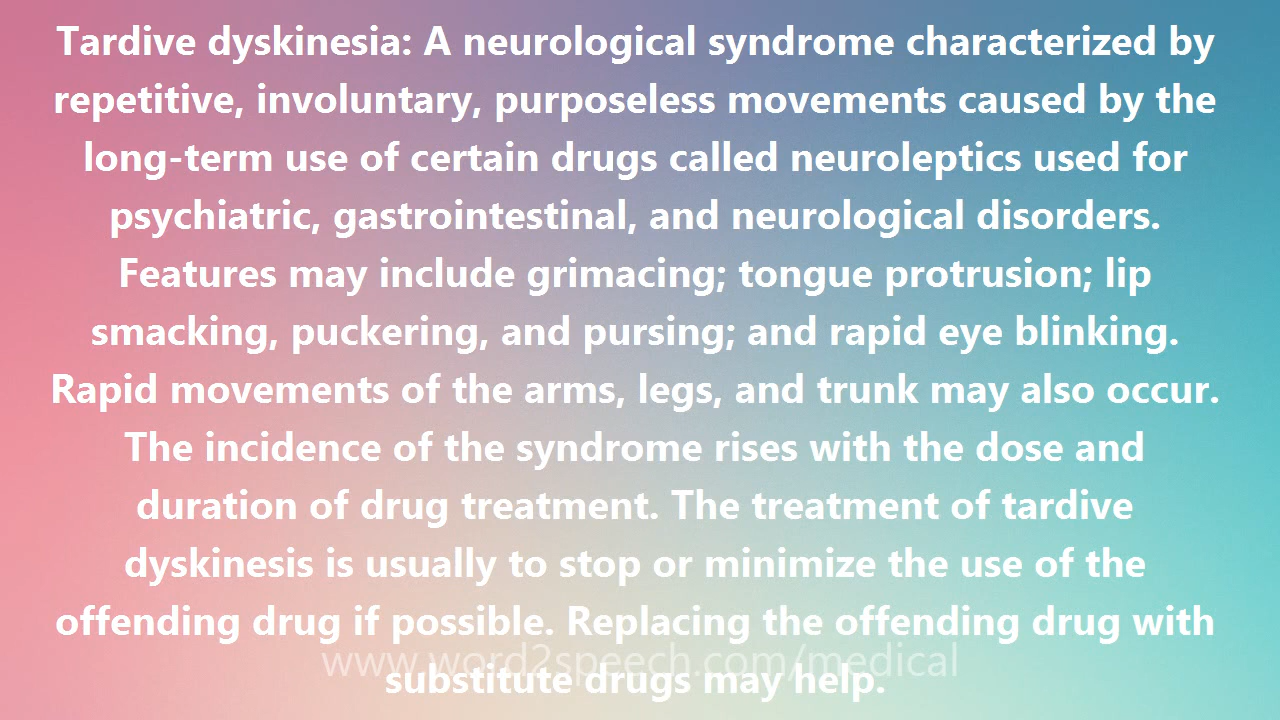 Tardive dyskinesia: A neurological syndrome characterized by
repetitive, involuntary, purposeless movements caused by the
long-term use of certain drugs called neuroleptics used for
psychiatric, gastrointestinal, and neurological disorders.
Features may include grimacing; tongue protrusion; lip
smacking, puckering, and pursing; and rapid eye blinking.
Rapid movements of the arms, legs, and trunk may also occur.
The incidence of the syndrome rises with the dose and
duration of drug treatment. The treatment of tardive
dyskinesis is usually to stop or minimize the use of the
offending drug if possible. Replacing the offending drug with
www.word2speech.com/medical
substitute drugs may help.